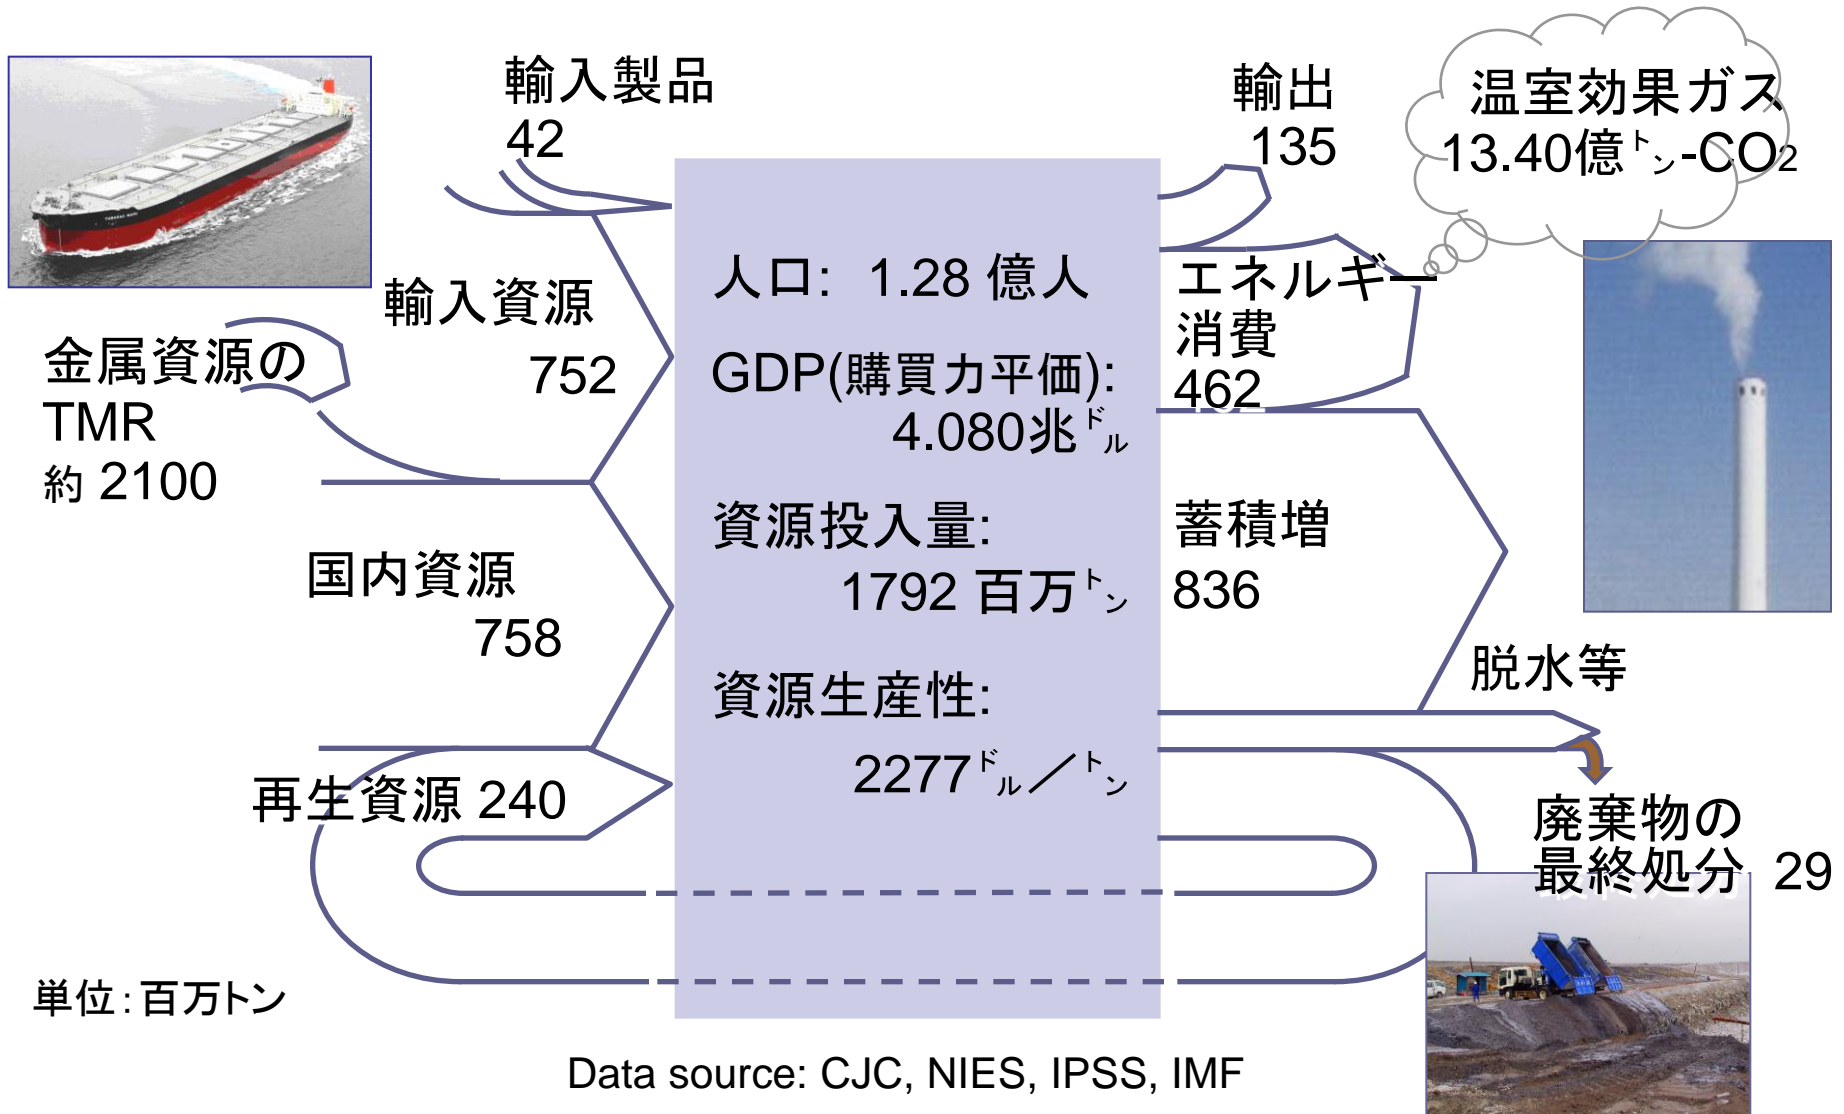 輸入製品
42
輸出
135
温室効果ガス
13.40億トン-CO2
輸入資源
752
金属資源の
TMR
約 2100
人口: 1.28 億人
GDP(購買力平価):
4.080兆ドル
資源投入量:
1792 百万トン
資源生産性:
2277ドル／トン
エネルギー
消費
462
蓄積増
836
国内資源
758
脱水等
再生資源 240
廃棄物の
最終処分 29
単位:百万トン
Data source: CJC, NIES, IPSS, IMF